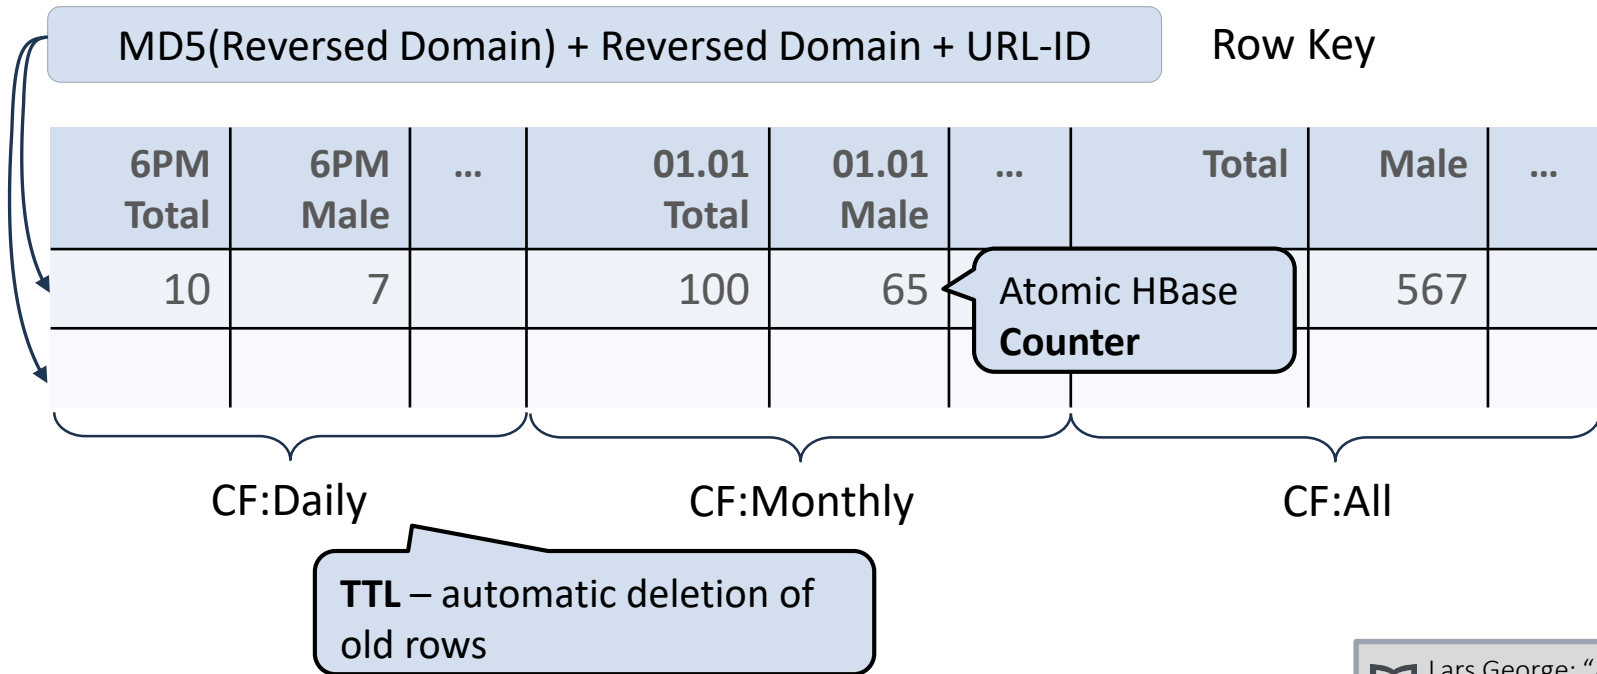 MD5(Reversed Domain) + Reversed Domain + URL-ID
Row Key
6PM Total
6PM Male
...
01.01 Total
01.01 Male
...
Total
Male
...
10
7
100
65
567
Atomic HBase
Counter
CF:Daily
CF:Monthly
CF:All
TTL – automatic deletion of
old rows
Lars George: “